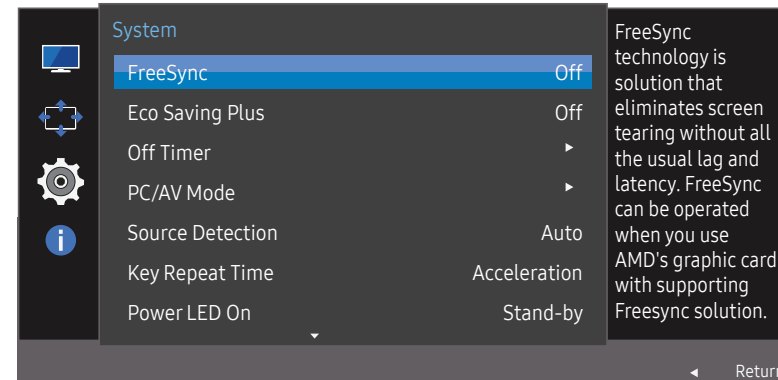 System
FreeSync Off
Eco Saving Plus Off
Off Timer
PC/AV Mode
Source Detection Auto
Key Repeat Time Acceleration
Power LED On Stand-by
FreeSync
technology is
solution that
eliminates screen
tearing without all
the usual lag and
latency. FreeSync
can be operated
when you use
AMD's graphic card
with supporting
Freesync solution.
Return